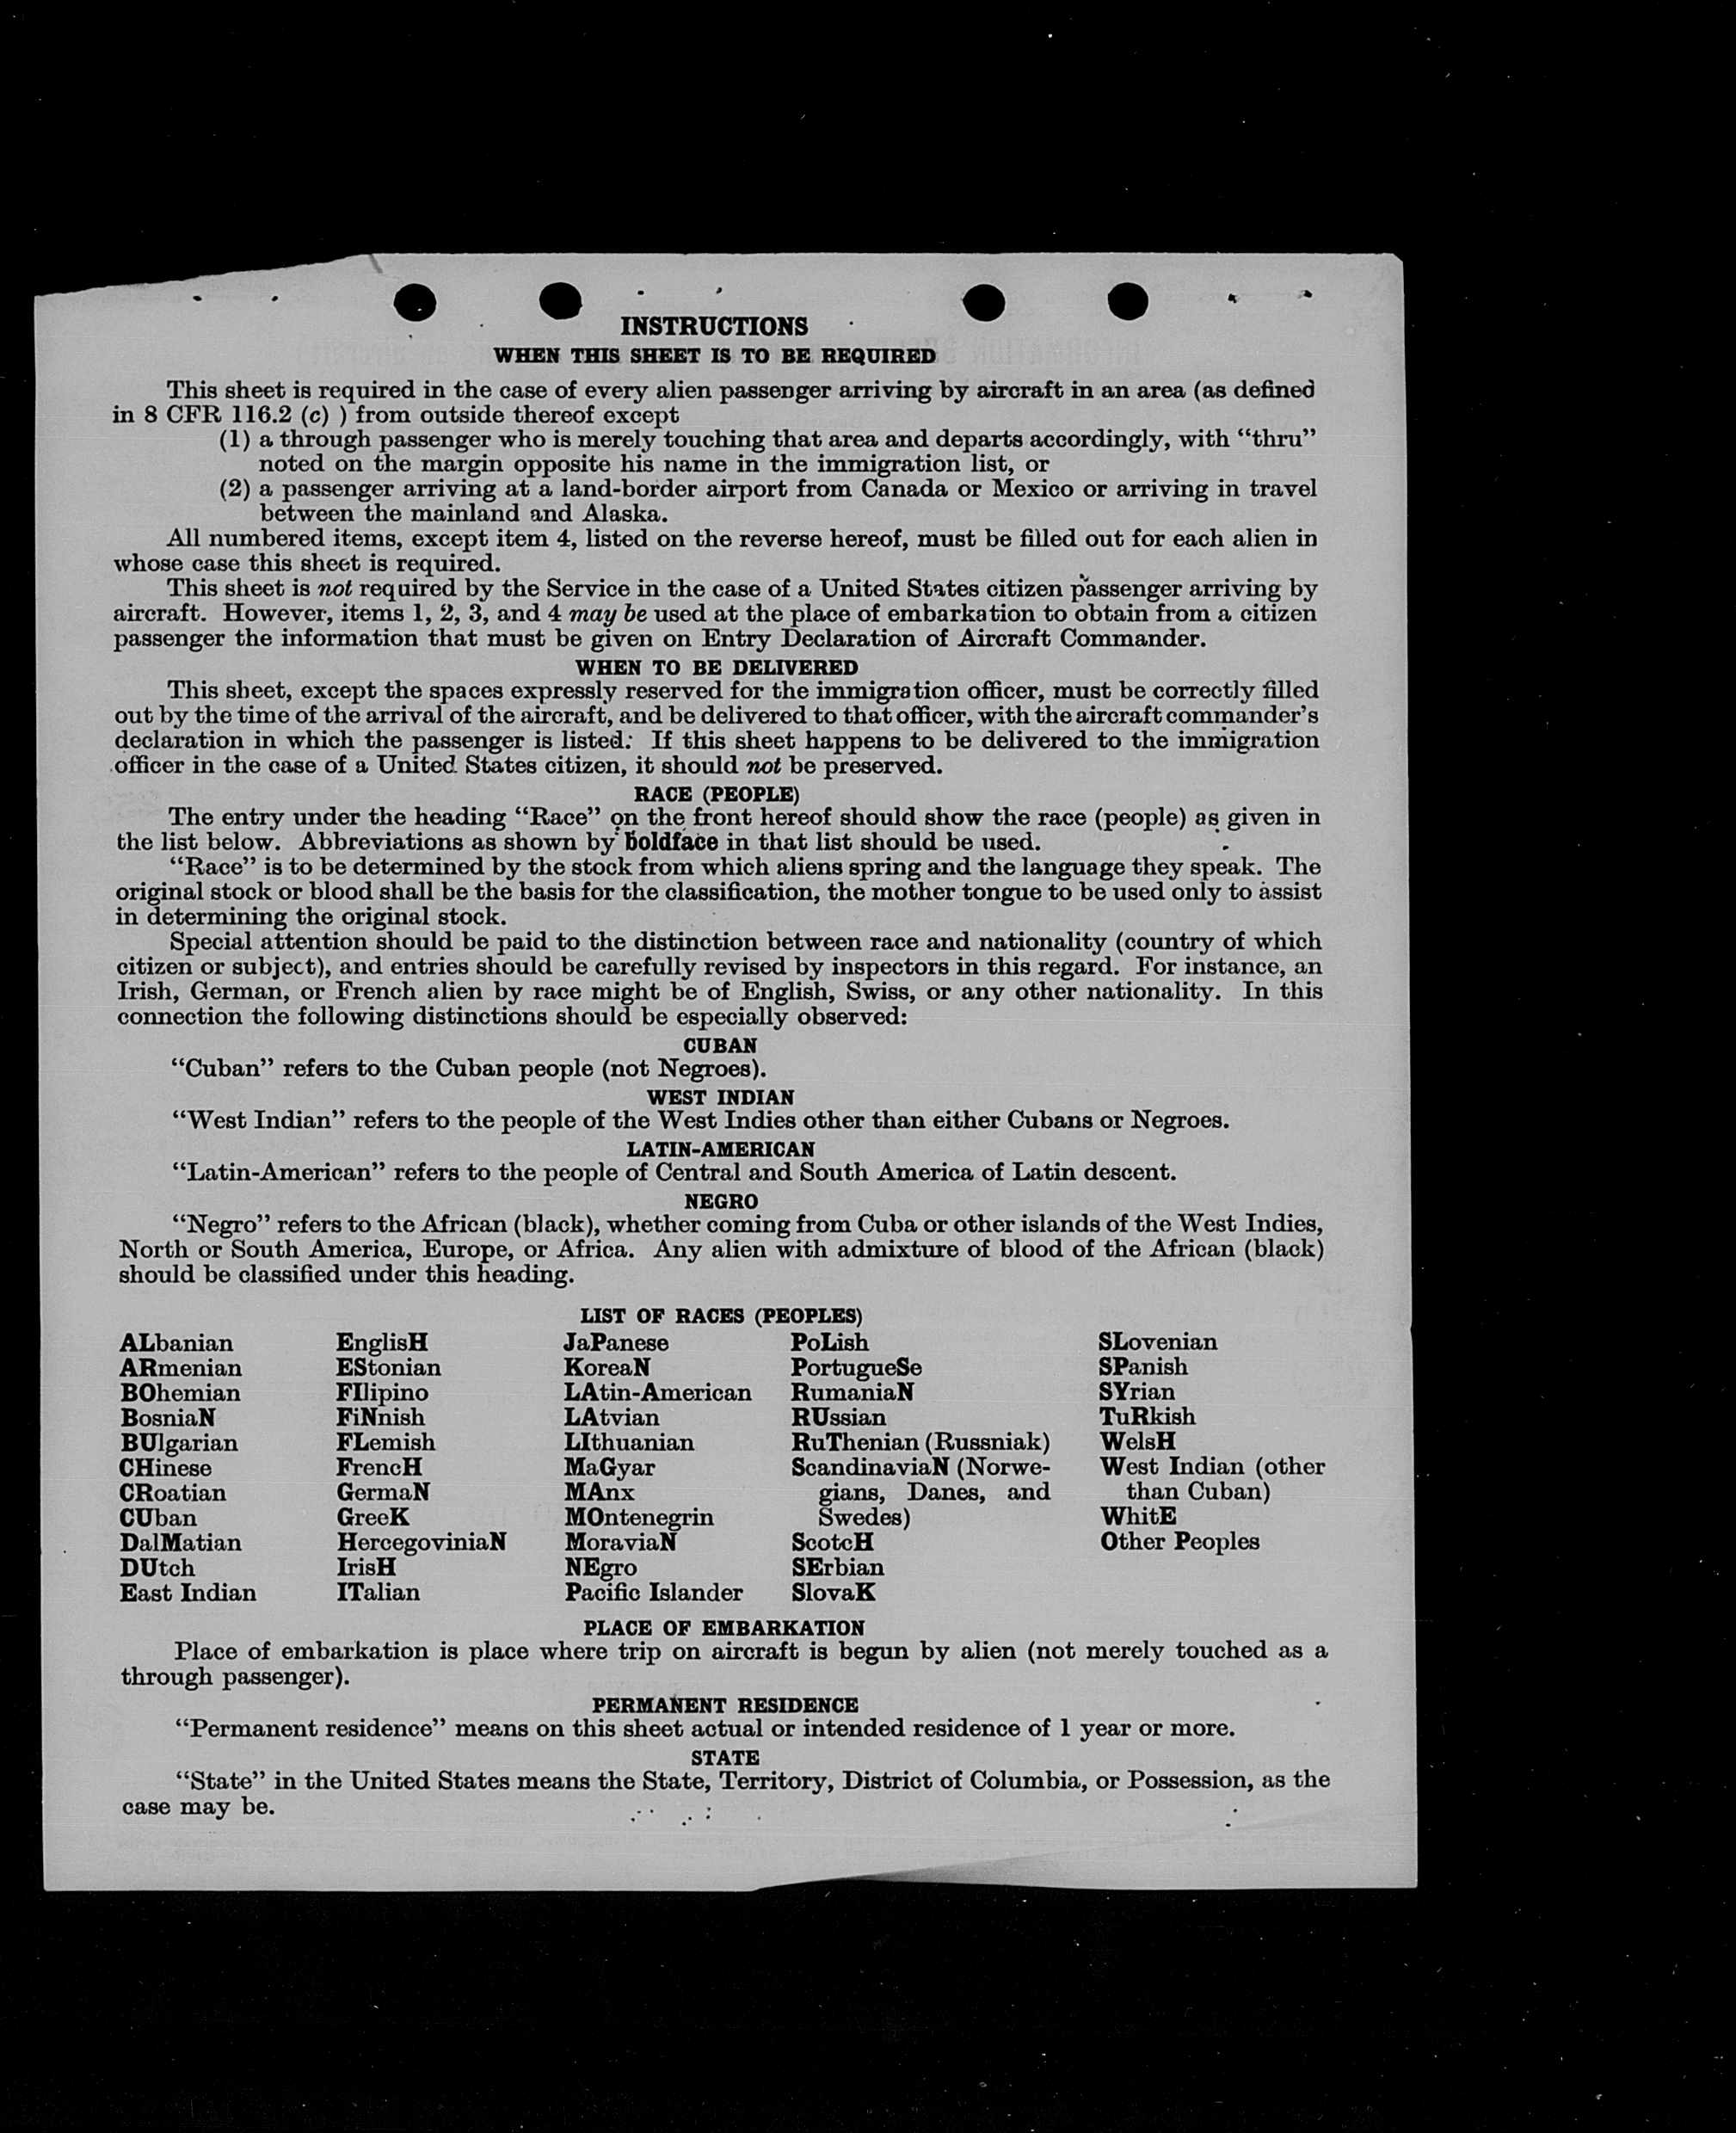 INSTRUCTIONS
WHEN THIS SHEET IS TO BE REQUIRED
This sheet is required in the case of every alien passenger arriving by aircraft in an area (as defined
in 8 CFR 116.2 (c) ) from outside thereof except
(1) a through passenger who is merely touching that area and departs accordingly, with “thru”
noted on the margin opposite his name in the immigration list, or
(2) a passenger arriving at a land-border airport from Canada or Mexico or arriving in travel
between the mainland and Alaska.
All numbered items, except item 4, listed on the reverse hereof, must be filled out for each alien in
whose case this sheet is required.
This sheet is not required by the Service in the case of a United States citizen passenger arriving by
aircraft. However, items 1, 2, 3, and 4 may be used at the place of embarkation to obtain from a citizen
passenger the information that must be given on Entry Declaration of Aircraft Commander.
WHEN TO BE DELIVERED
This sheet, except the spaces expressly reserved for the immigration officer, must be correctly filled
out by the time of the arrival of the aircraft, and be delivered to that officer, with the aircraft commander’s
declaration in which the passenger is listed. If this sheet happens to be delivered to the immigration
officer in the case of a United States citizen, it should not be preserved.
RACE (PEOPLE)
The entry under the heading “Race” on the front hereof should show the race (people) as given in
the list below. Abbreviations as shown by boldface in that list should be used.
“Race” is to be determined by the stock from which aliens spring and the language they speak. The
original stock or blood shall be the basis for the classification, the mother tongue to be used only to assist
in determining the original stock.
Special attention should be paid to the distinction between race and nationality (country of which
citizen or subject), and entries should be carefully revised by inspectors in this regard. For instance, an
Irish, German, or French alien by race might be of English, Swiss, or any other nationality. In this
connection the following distinctions should be especially observed:
CUBAN
“Cuban” refers to the Cuban people (not Negroes).
WEST INDIAN
“West Indian” refers to the people of the West Indies other than either Cubans or Negroes.
LATIN-AMERICAN
“Latin-American” refers to the people of Central and South America of Latin descent.
NEGRO
“Negro” refers to the African (black), whether coming from Cuba or other islands of the West Indies,
North or South America, Europe, or Africa. Any alien with admixture of blood of the African (black)
should be classified under this heading.
LIST OF RACES (PEOPLES)
ALbanian
ARmenian
BOhemian
BosniaN
BUlgarian
CHinese
CRoatian
CUban
DalMatian
DUtch
East Indian
EnglisH
EStonian
FIlipino
FiNnish
FLemish
FrencH
GermaN
GreeK
HercegoviniaN
IrisH
ITalian
JaPanese
KoreaN
LAtin-American
LAtvian
LIthuanian
MaGyar
MAnx
MOntenegrin
MoraviaN
NEgro
Pacific Islander
PoLish
PortugueSe
RumaniaN
RUssian
RuThenian (Russniak)
ScandinaviaN (Norwe-
gians, Danes, and
Swedes)
ScotcH
SErbian
SlovaK
SLovenian
SPanish
SYrian
TuRkish
WelsH
West Indian (other
than Cuban)
WhitE
Other Peoples
PLACE OF EMBARKATION
Place of embarkation is place where trip on aircraft is begun by alien (not merely touched as a
through passenger).
PERMANENT RESIDENCE
“Permanent residence” means on this sheet actual or intended residence of 1 year or more.
STATE
“State” in the United States means the State, Territory, District of Columbia, or Possession, as the
case may be.